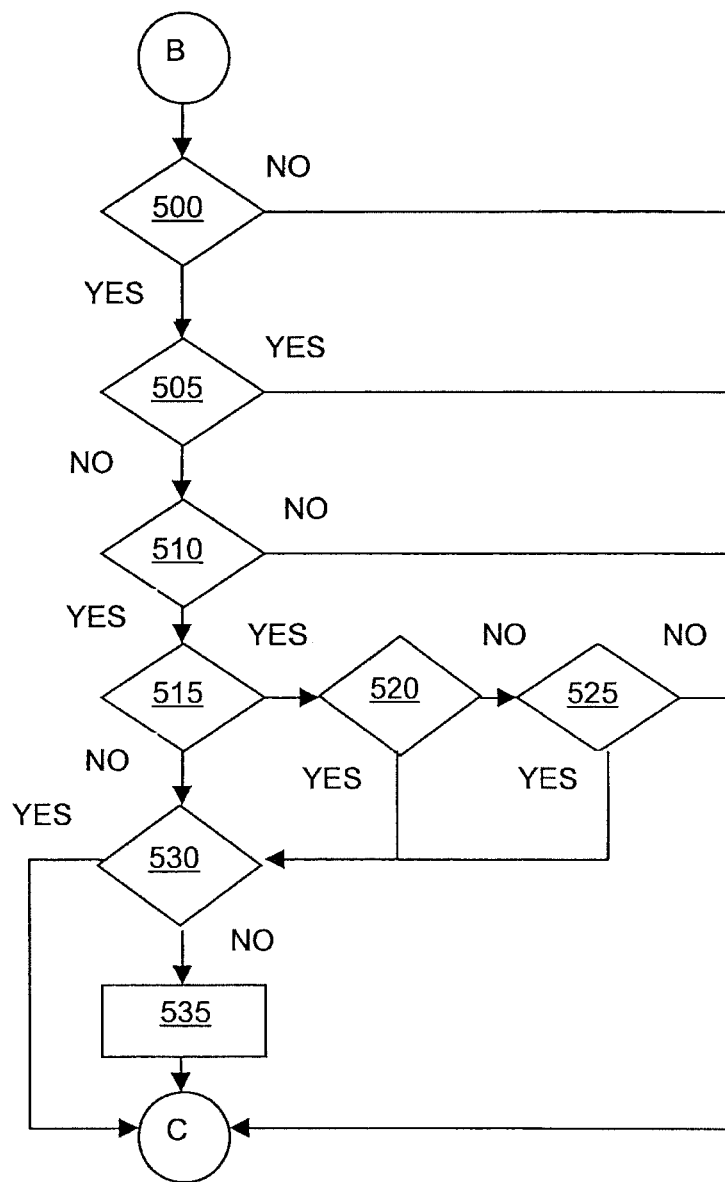 B
NO
500
YES
YES
505
NO
NO
510
YES
YES
NO
NO
515
520
525
NO
YES
YES
YES
530
NO
535
C